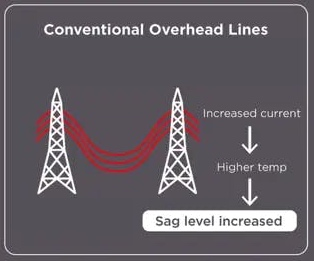 Conventional Overhead Lines
Increased current
Higher temp
Sag level increased